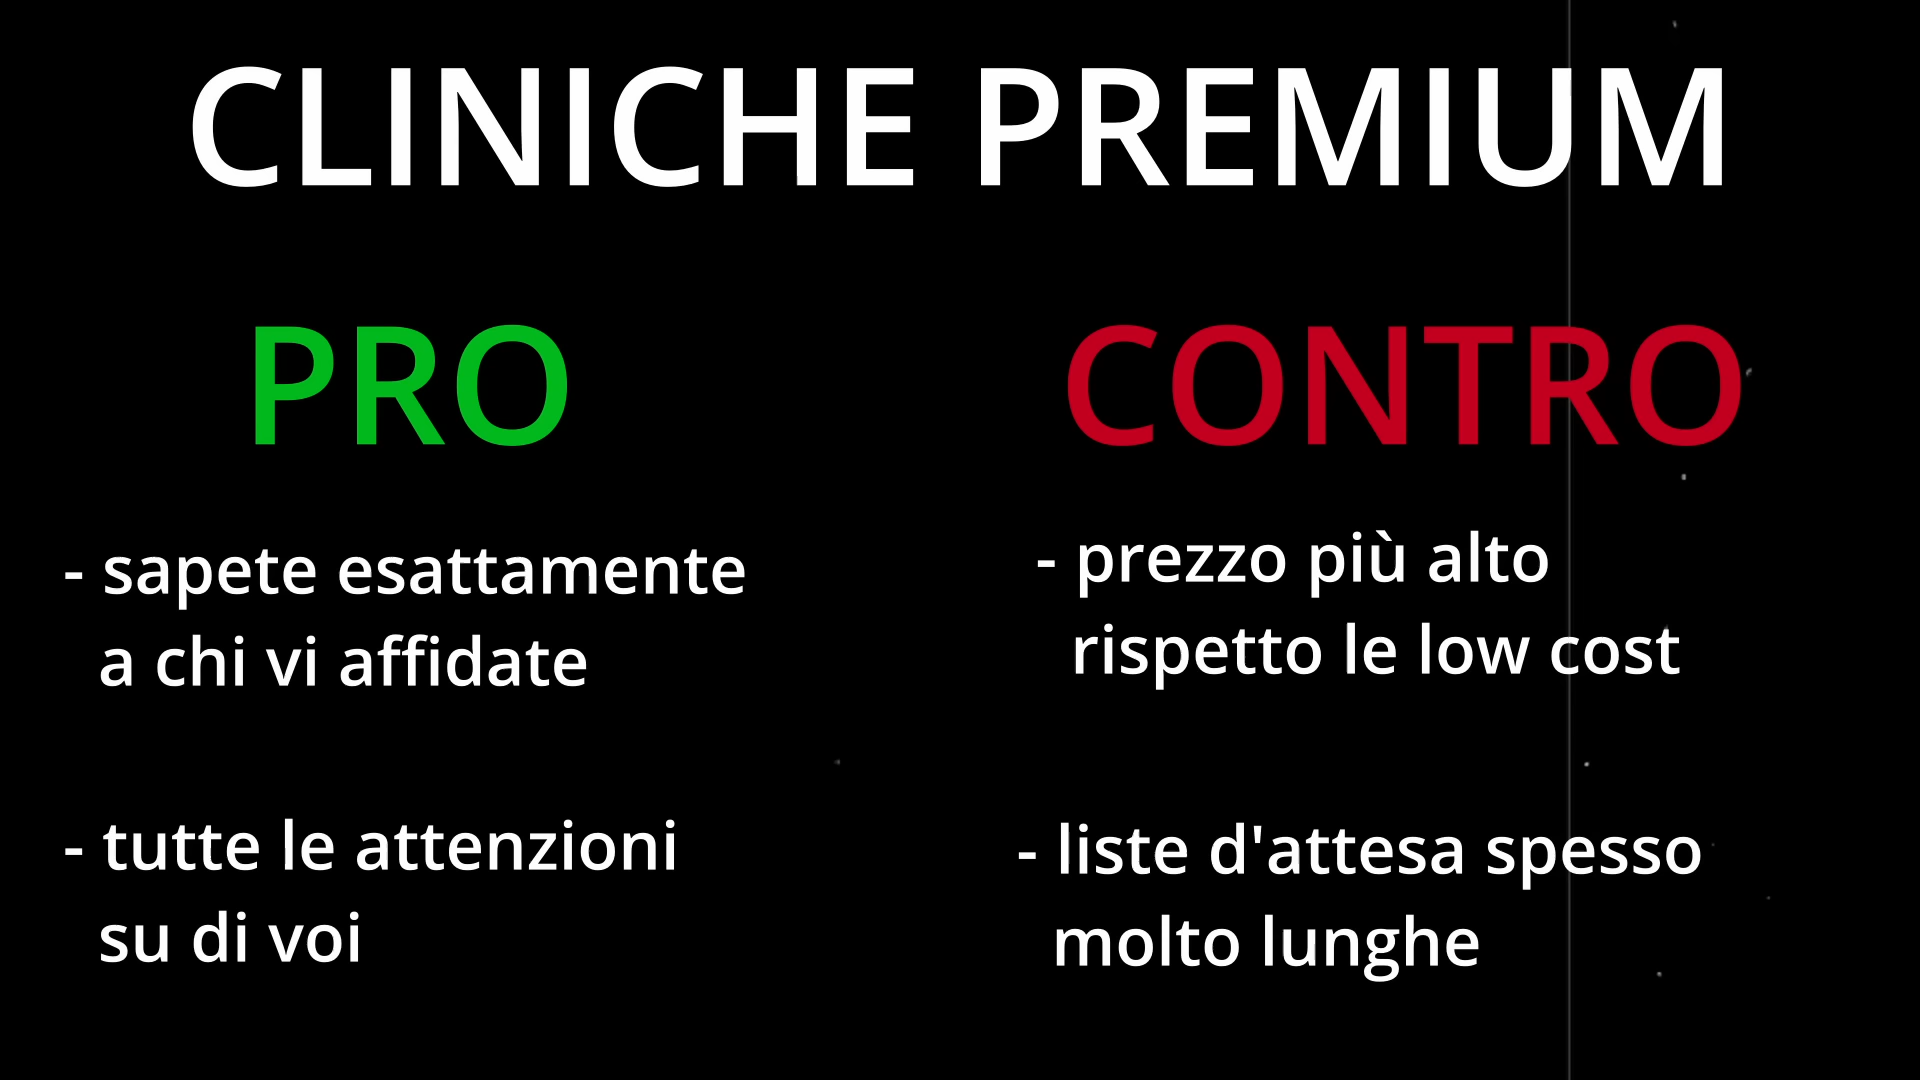 CLINICHE PREMIUM
PRO
- sapete esattamente
a chi vi affidate
- tutte le attenzioni
su di voi
CONTRO
- prezzo più alto
rispetto le low cost
- liste d'attesa spesso
molto lunghe